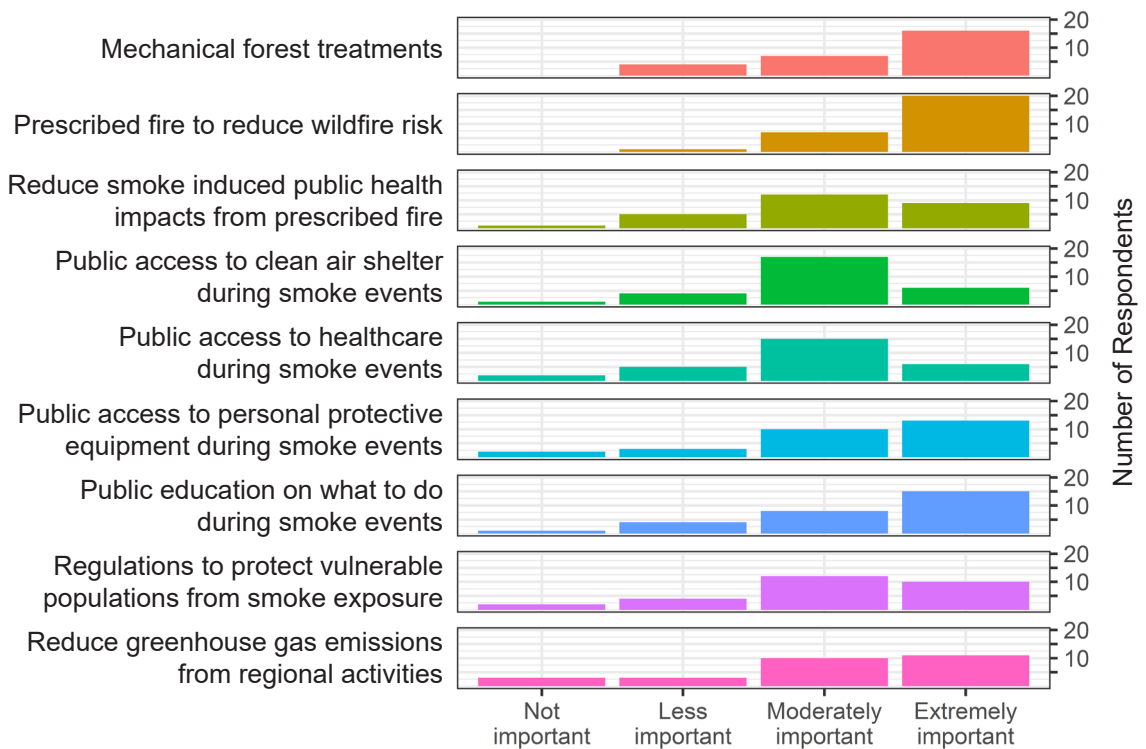 Mechanical forest treatments
20
10
Prescribed fire to reduce wildfire risk
20
10
Reduce smoke induced public health
impacts from prescribed fire
20
10
Public access to clean air shelter
during smoke events
20
10
Public access to healthcare
during smoke events
20
10
Public access to personal protective
equipment during smoke events
20
10
Public education on what to do
during smoke events
20
10
Regulations to protect vulnerable
populations from smoke exposure
20
10
Reduce greenhouse gas emissions
from regional activities
20
10
Number of Respondents
Not
important
Less
important
Moderately
important
Extremely
important